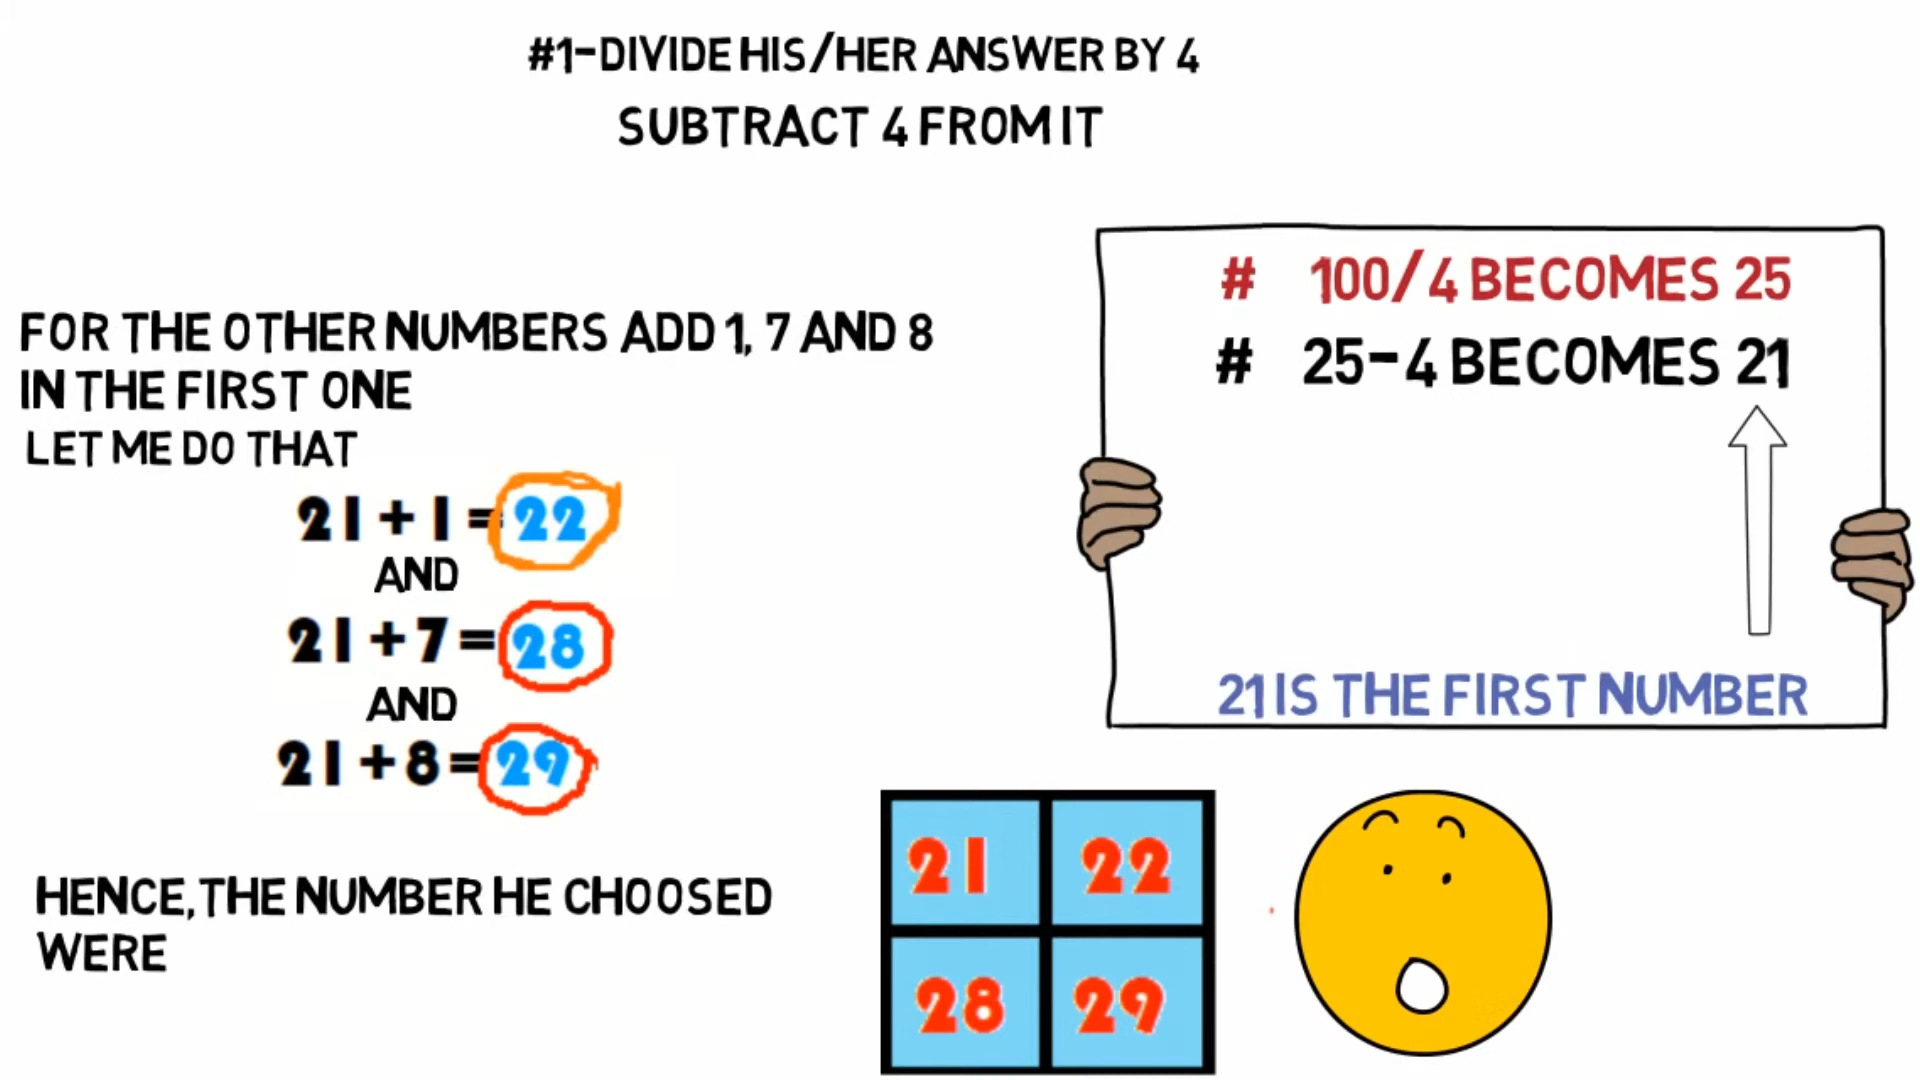 #1-DIVIDE HIS/HER ANSWER BY 4
SUBTRACT 4 FROM IT
# 100/4 BECOMES 25
# 25-4 BECOMES 21
21 IS THE FIRST NUMBER
FOR THE OTHER NUMBERS ADD 1, 7 AND 8
IN THE FIRST ONE
LET ME DO THAT
21+1=22
AND
21+7=28
AND
21+8=29
HENCE, THE NUMBER HE CHOOSED
WERE
21 22
28 29